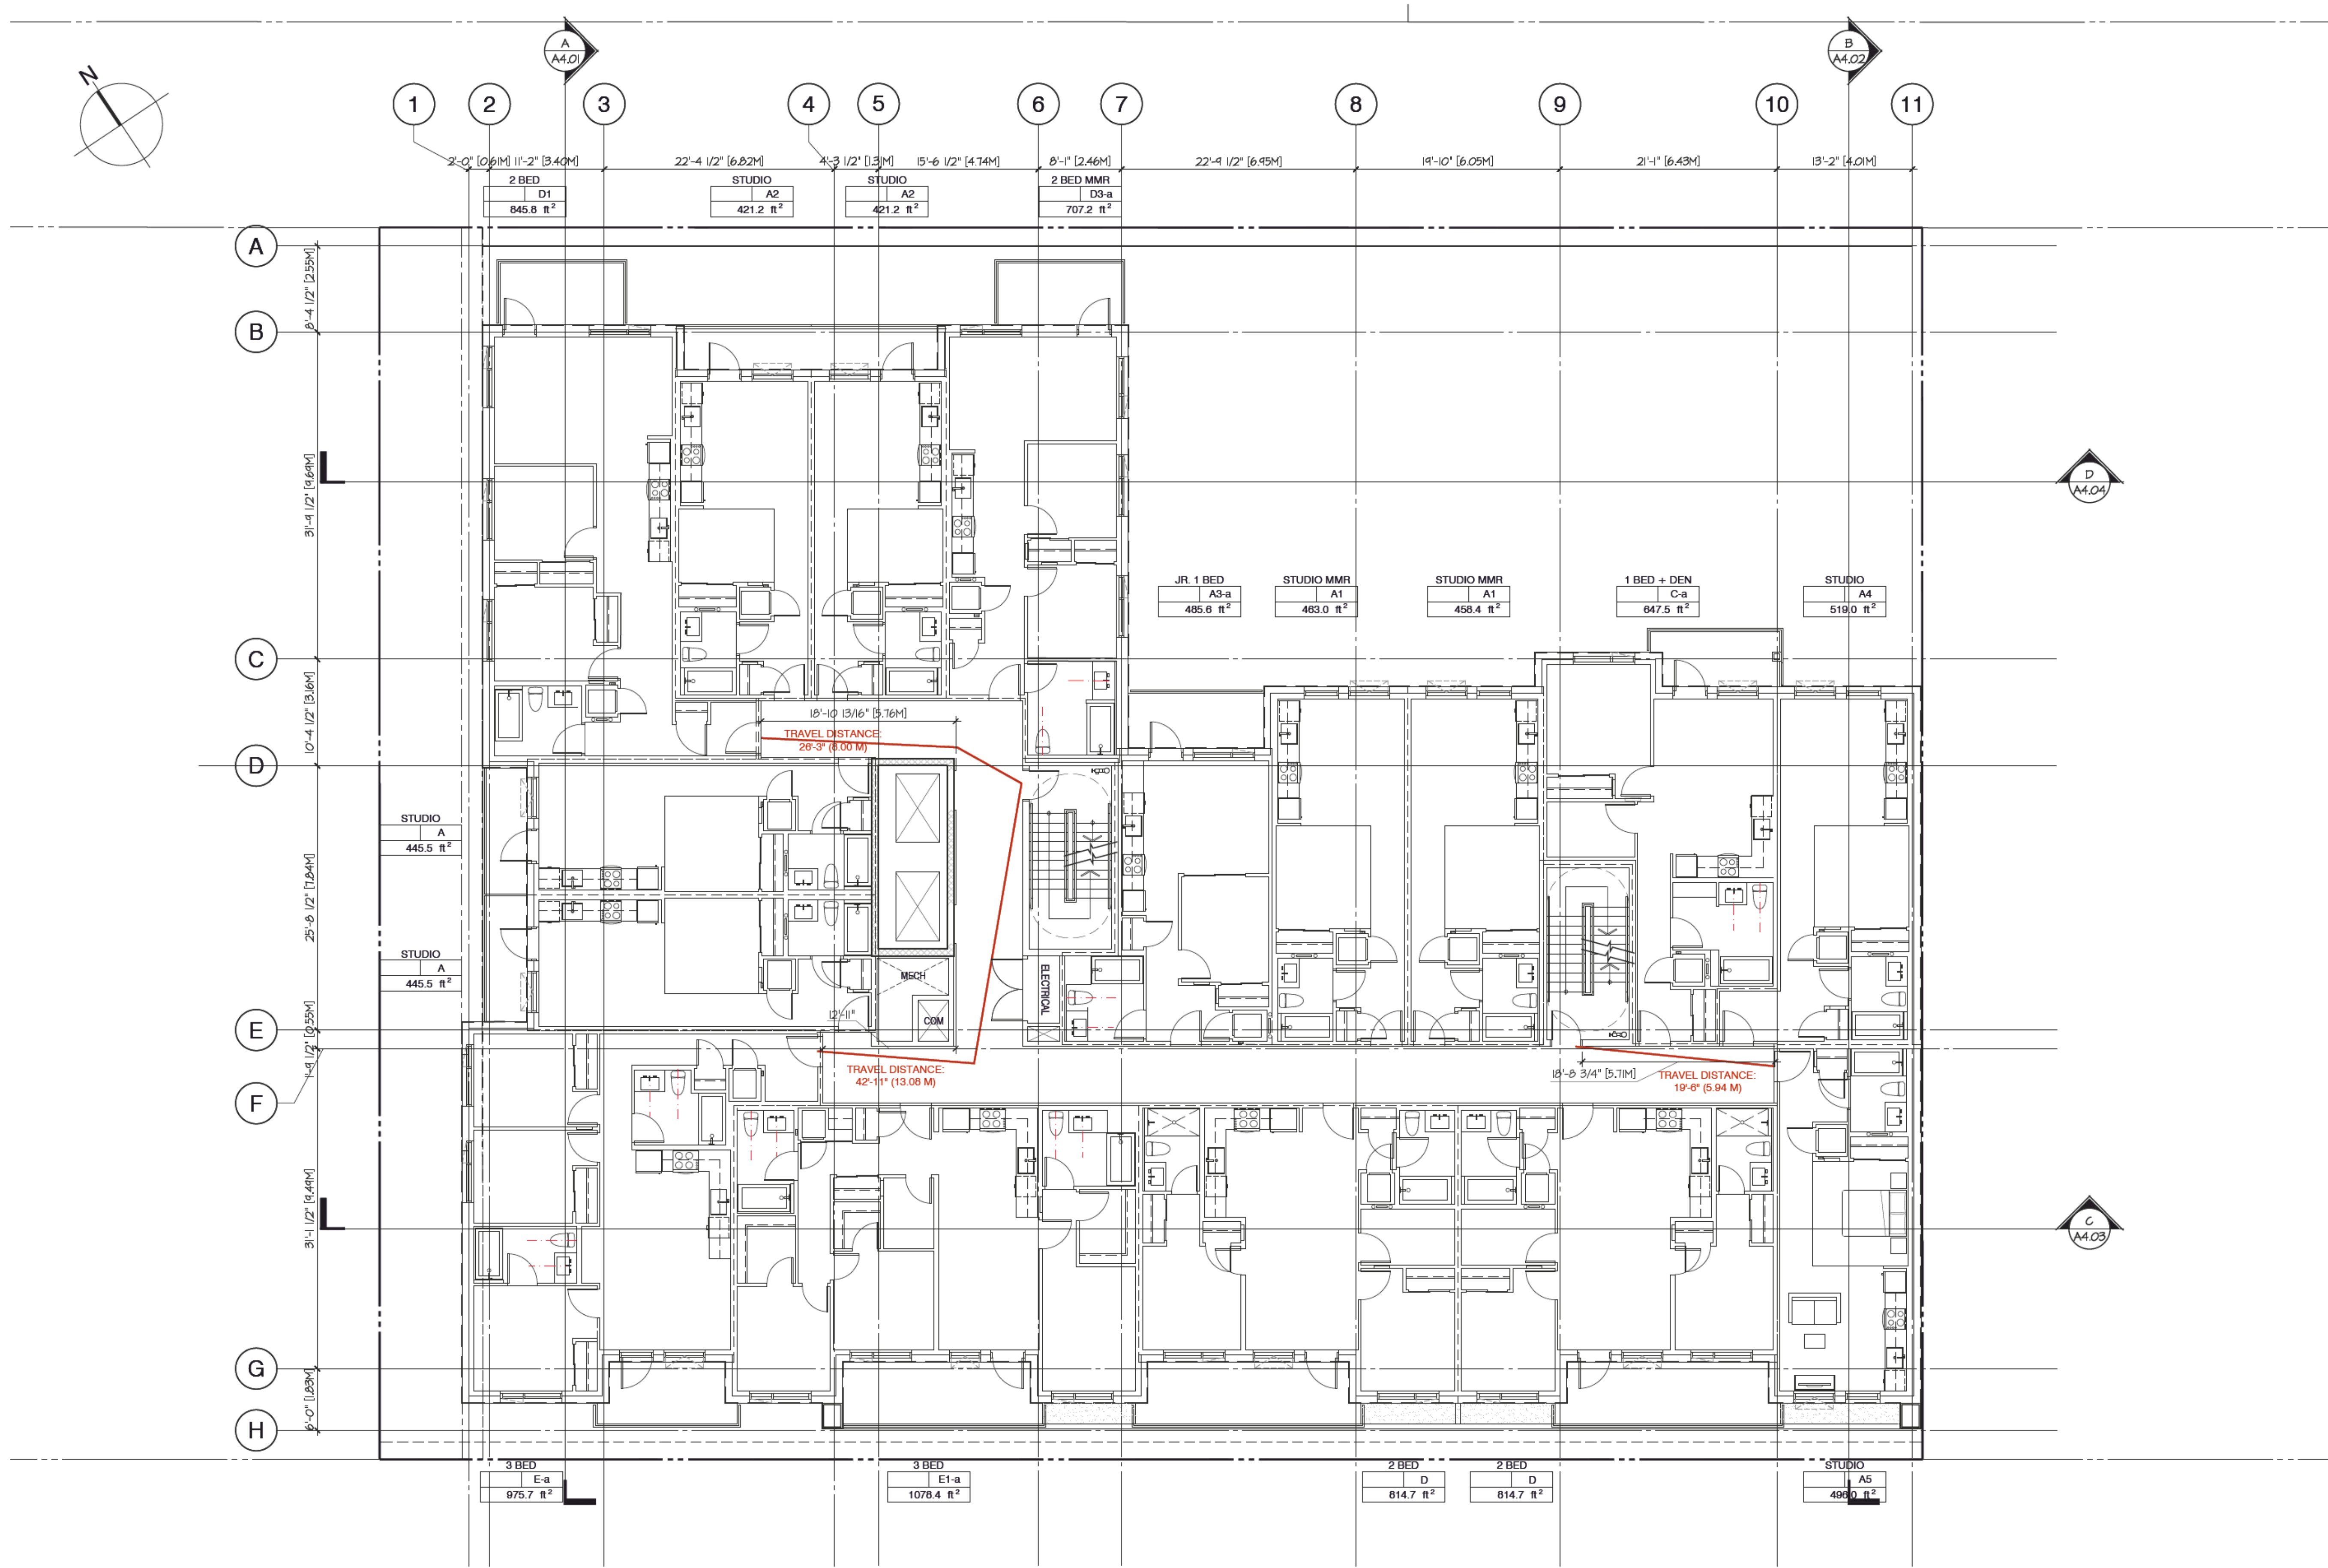 A
A4.01
B
A4.02
N
1
2
3
4
5
6
7
8
9
10
11
2'-0" [0.61M]
11'-2" [3.40M]
22'-4 1/2" [6.82M]
4'-3 1/2" [1.31M]
15'-6 1/2" [4.74M]
8'-1" [2.46M]
22'-9 1/2" [6.95M]
19'-10" [6.05M]
21'-1" [6.43M]
13'-2" [4.01M]
2 BED
D1
845.8 ft²
STUDIO
A2
421.2 ft²
STUDIO
A2
421.2 ft²
2 BED MMR
D3-a
707.2 ft²
A
8'-4 1/2" [2.55M]
B
31'-9 1/2" [9.69M]
D
A4.04
JR. 1 BED
A3-a
485.6 ft²
STUDIO MMR
A1
463.0 ft²
STUDIO MMR
A1
458.4 ft²
1 BED + DEN
C-a
647.5 ft²
STUDIO
A4
519.0 ft²
C
10'-4 1/2" [3.16M]
18'-10 13/16" [5.76M]
TRAVEL DISTANCE:
26'-3" (8.00 M)
D
STUDIO
A
445.5 ft²
25'-8 1/2" [7.84M]
STUDIO
A
445.5 ft²
MECH
COM
ELECTRICAL
12'-11"
E
1'-9 1/2" [0.55M]
TRAVEL DISTANCE:
42'-11" (13.08 M)
18'-8 3/4" [5.71M]
TRAVEL DISTANCE:
19'-6" (5.94 M)
F
31'-1 1/2" [9.49M]
C
A4.03
G
6'-0" [1.83M]
H
3 BED
E-a
975.7 ft²
3 BED
E1-a
1078.4 ft²
2 BED
D
814.7 ft²
2 BED
D
814.7 ft²
STUDIO
A5
498.0 ft²